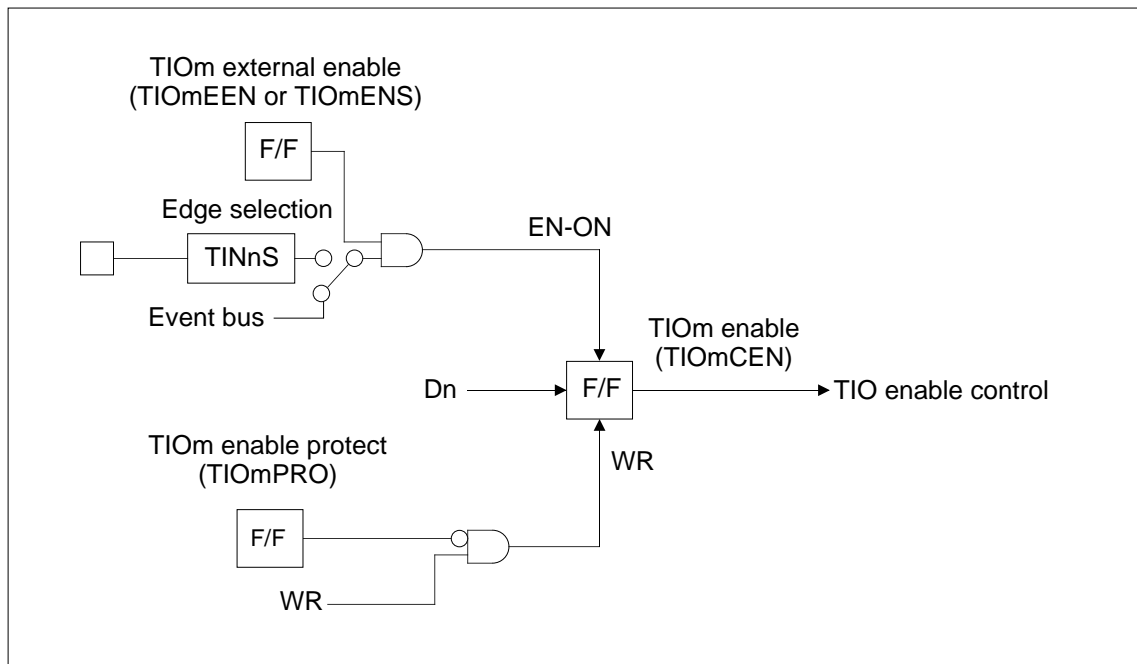 TIOm external enable
(TIOmEEN or TIOmENS)
F/F
Edge selection
TINnS
EN-ON
Event bus
TIOm enable
(TIOmCEN)
Dn
F/F
TIO enable control
TIOm enable protect
(TIOmPRO)
WR
F/F
WR